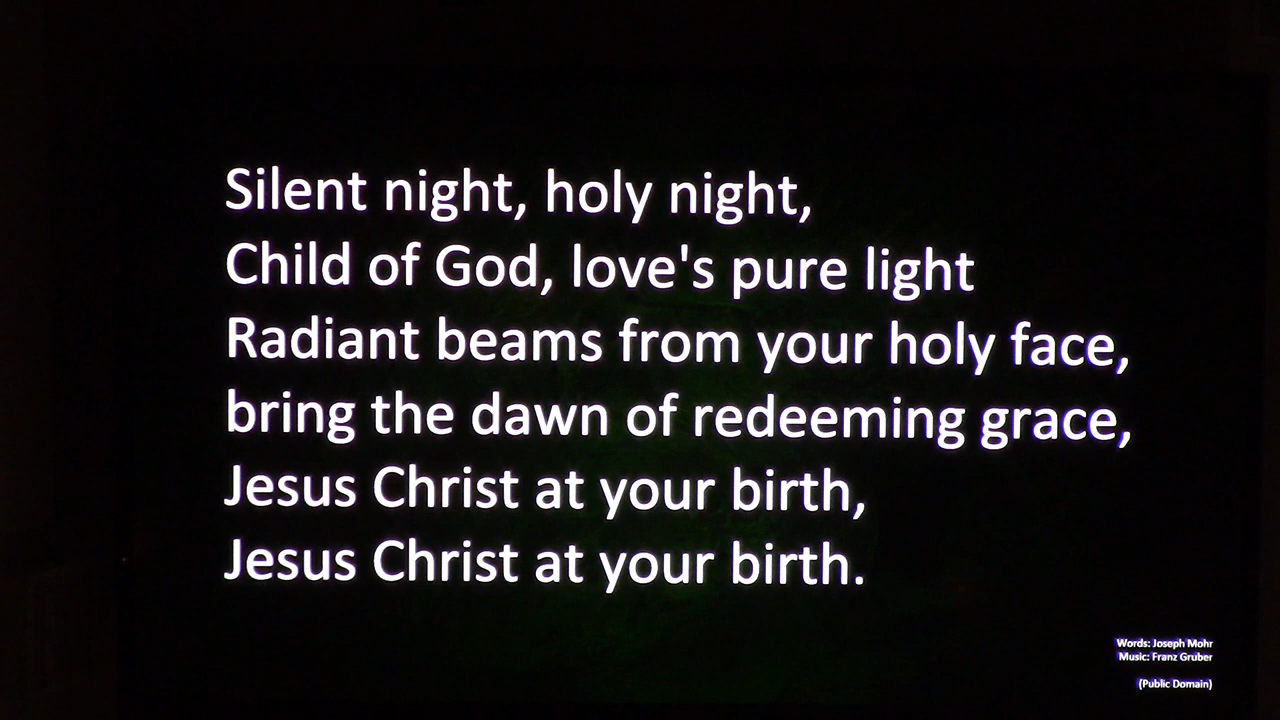 Silent night, holy night,
Child of God, love's pure light
Radiant beams from your holy face,
bring the dawn of redeeming grace,
Jesus Christ at your birth,
Jesus Christ at your birth.
Words: Joseph Mohr
Music: Franz Gruber
(Public Domain)